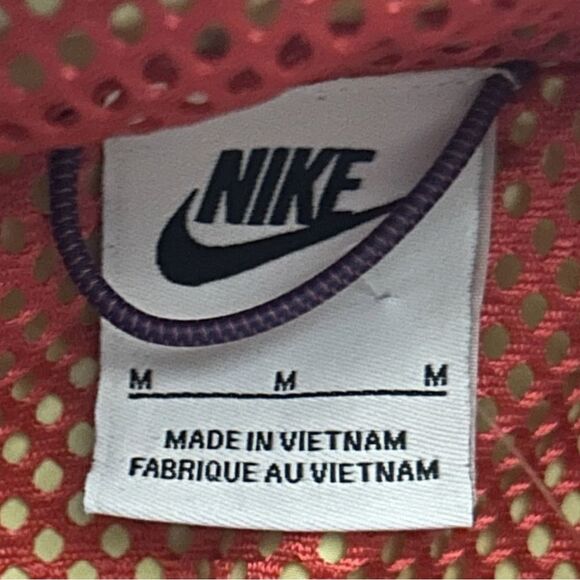 NIKE
M M M
MADE IN VIETNAM
FABRIQUE AU VIETNAM